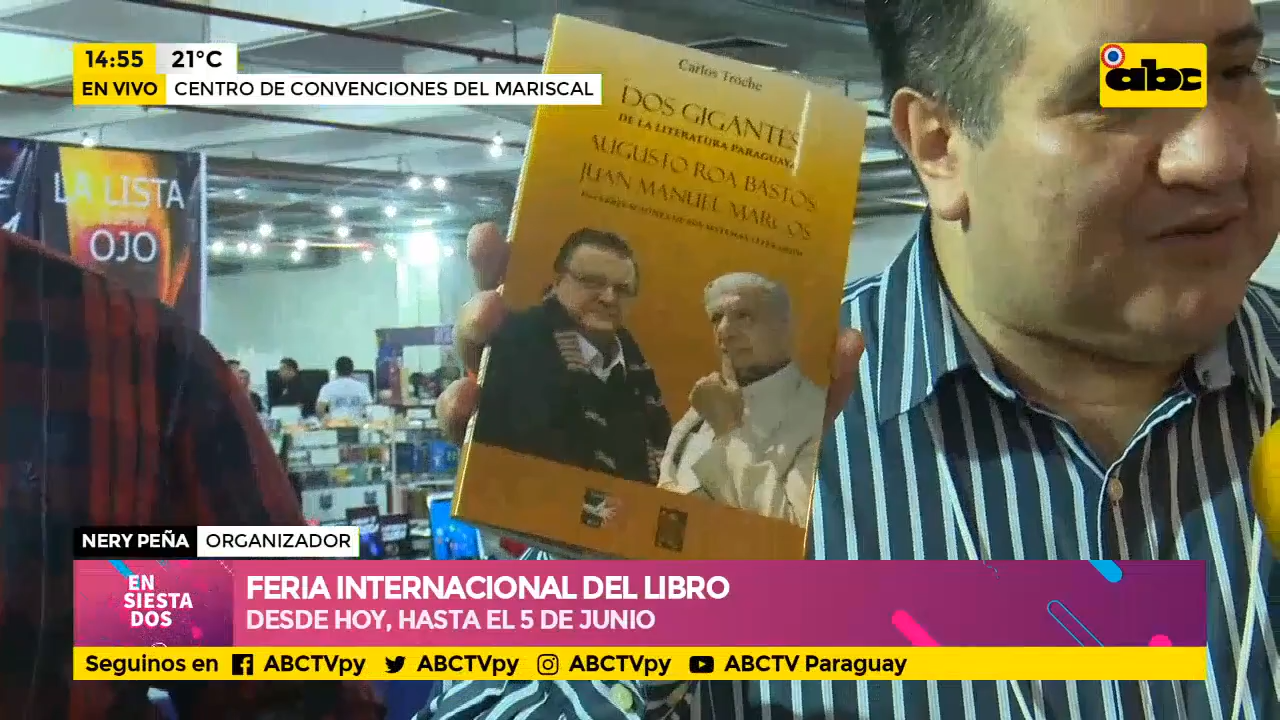 14:55 21°C
EN VIVO CENTRO DE CONVENCIONES DEL MARISCAL
abc
LA LISTA
OJO
Carlos Troche
DOS GIGANTES
DE LA LITERATURA PARAGUAYA
AUGUSTO ROA BASTOS
JUAN MANUEL MARCOS
NERY PEÑA ORGANIZADOR
EN
SIESTA
DOS
FERIA INTERNACIONAL DEL LIBRO
DESDE HOY, HASTA EL 5 DE JUNIO
Seguinos en ABCTVpy ABCTVpy ABCTVpy ABCTV Paraguay